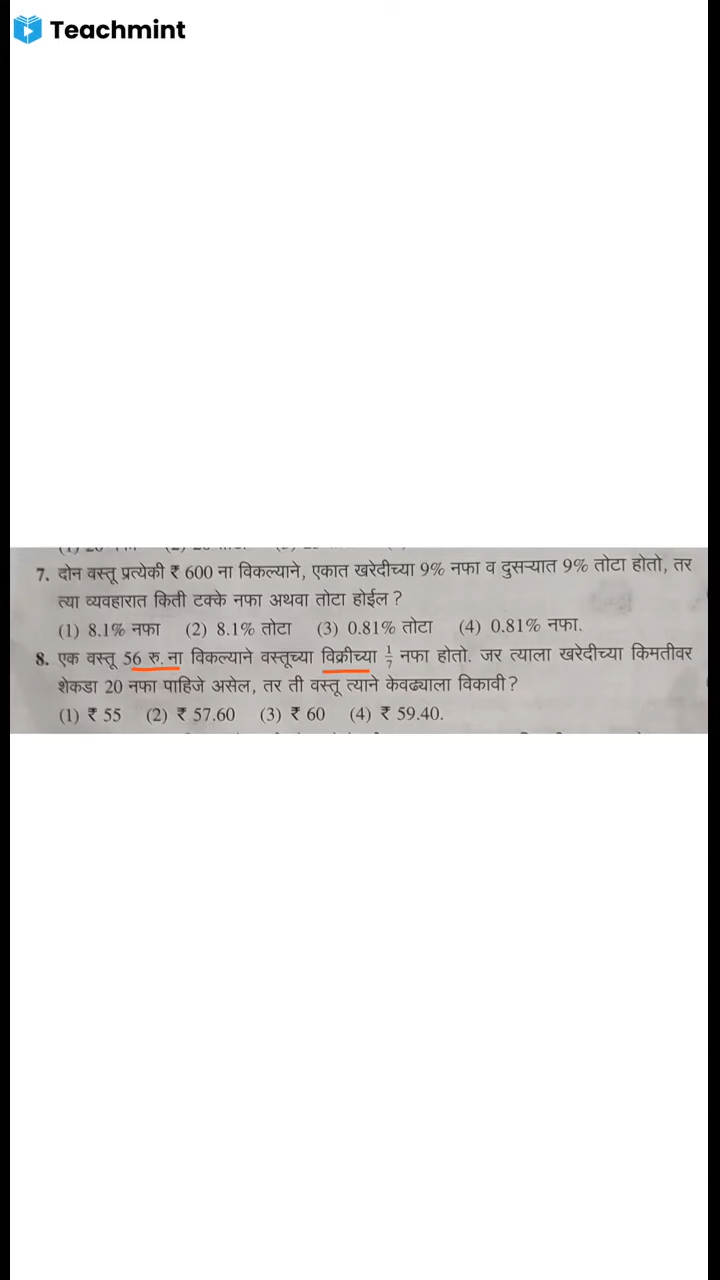 Teachmint
7. दोन वस्तू प्रत्येकी ₹ 600 ना विकल्याने, एकात खरेदीच्या 9% नफा व दुसऱ्यात 9% तोटा होतो, तर
त्या व्यवहारात किती टक्के नफा अथवा तोटा होईल ?
(1) 8.1% नफा (2) 8.1% तोटा (3) 0.81% तोटा (4) 0.81% नफा.
8. एक वस्तू 56 रु. ना विकल्याने वस्तूच्या विक्रीच्या 1/7 नफा होतो. जर त्याला खरेदीच्या किमतीवर
शेकडा 20 नफा पाहिजे असेल, तर ती वस्तू त्याने केवढ्याला विकावी ?
(1) ₹ 55 (2) ₹ 57.60 (3) ₹ 60 (4) ₹ 59.40.